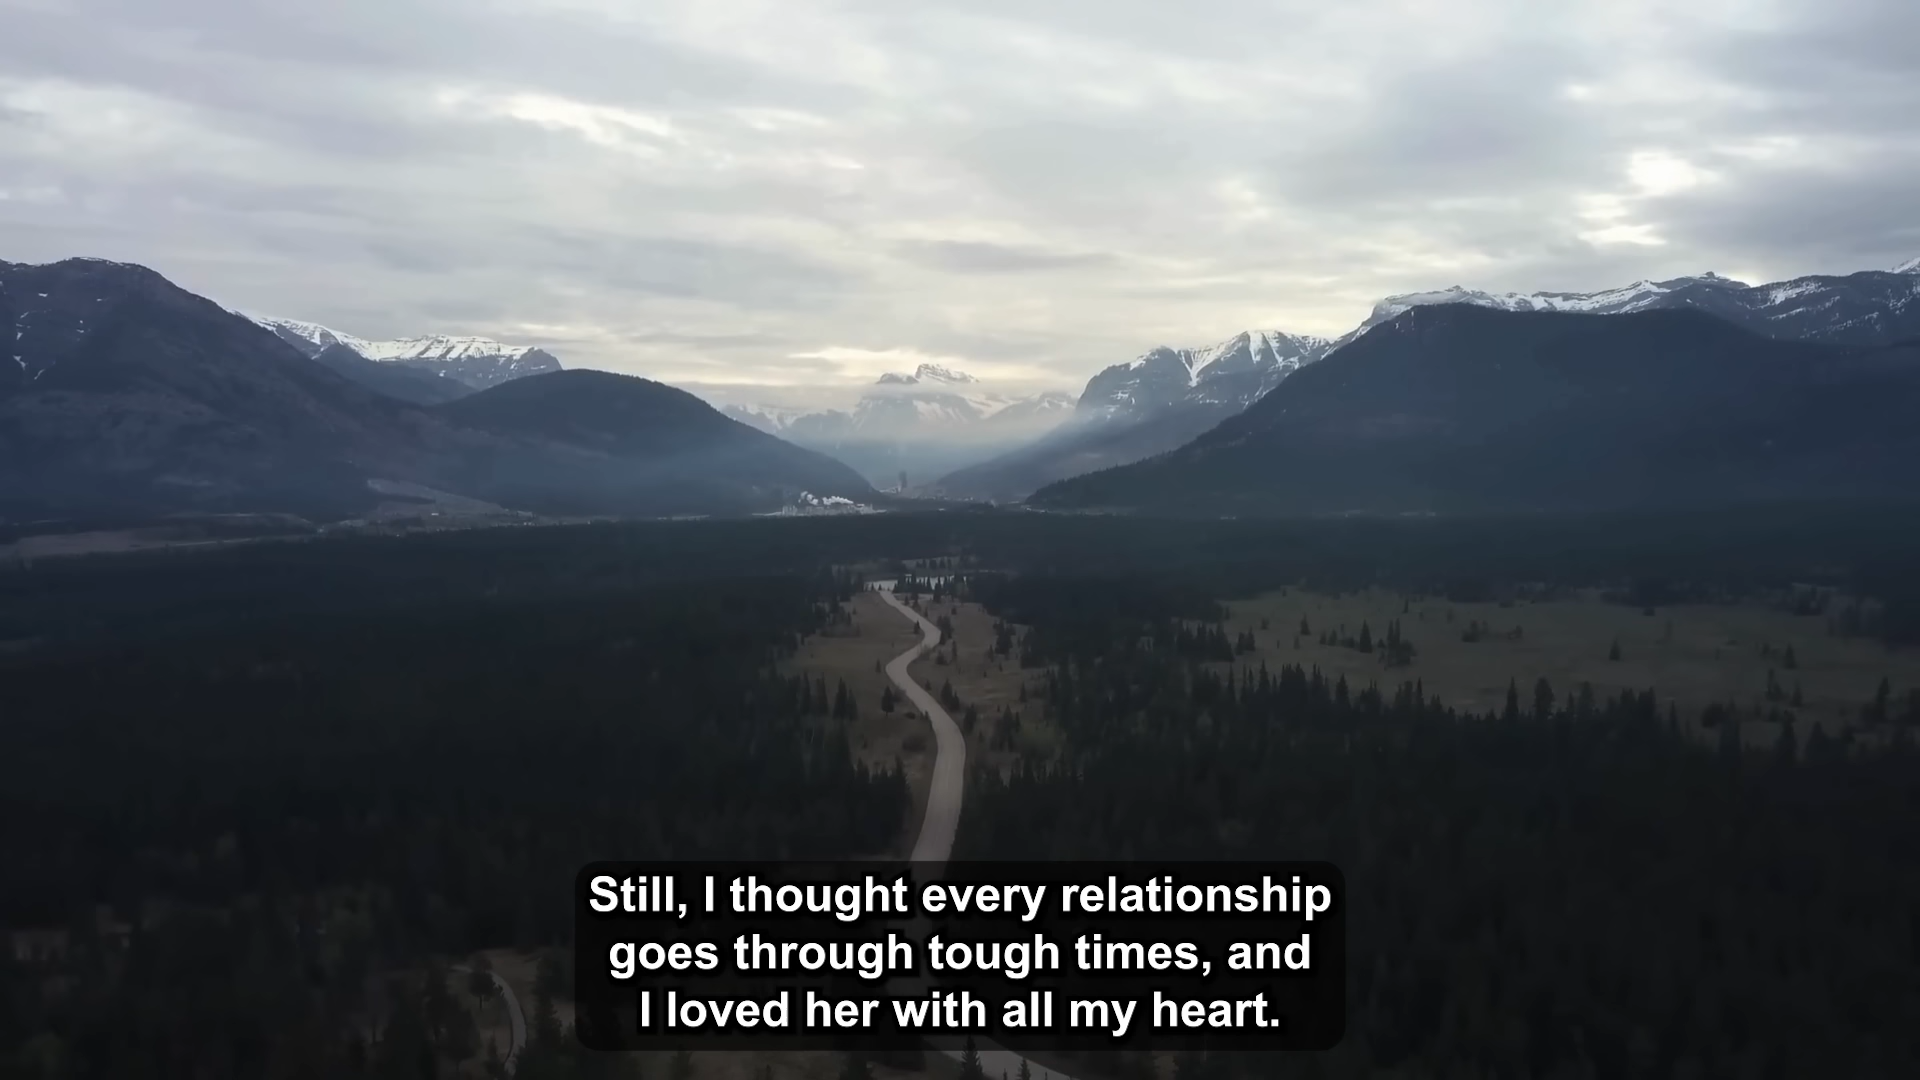 Still, I thought every relationship
goes through tough times, and
I loved her with all my heart.